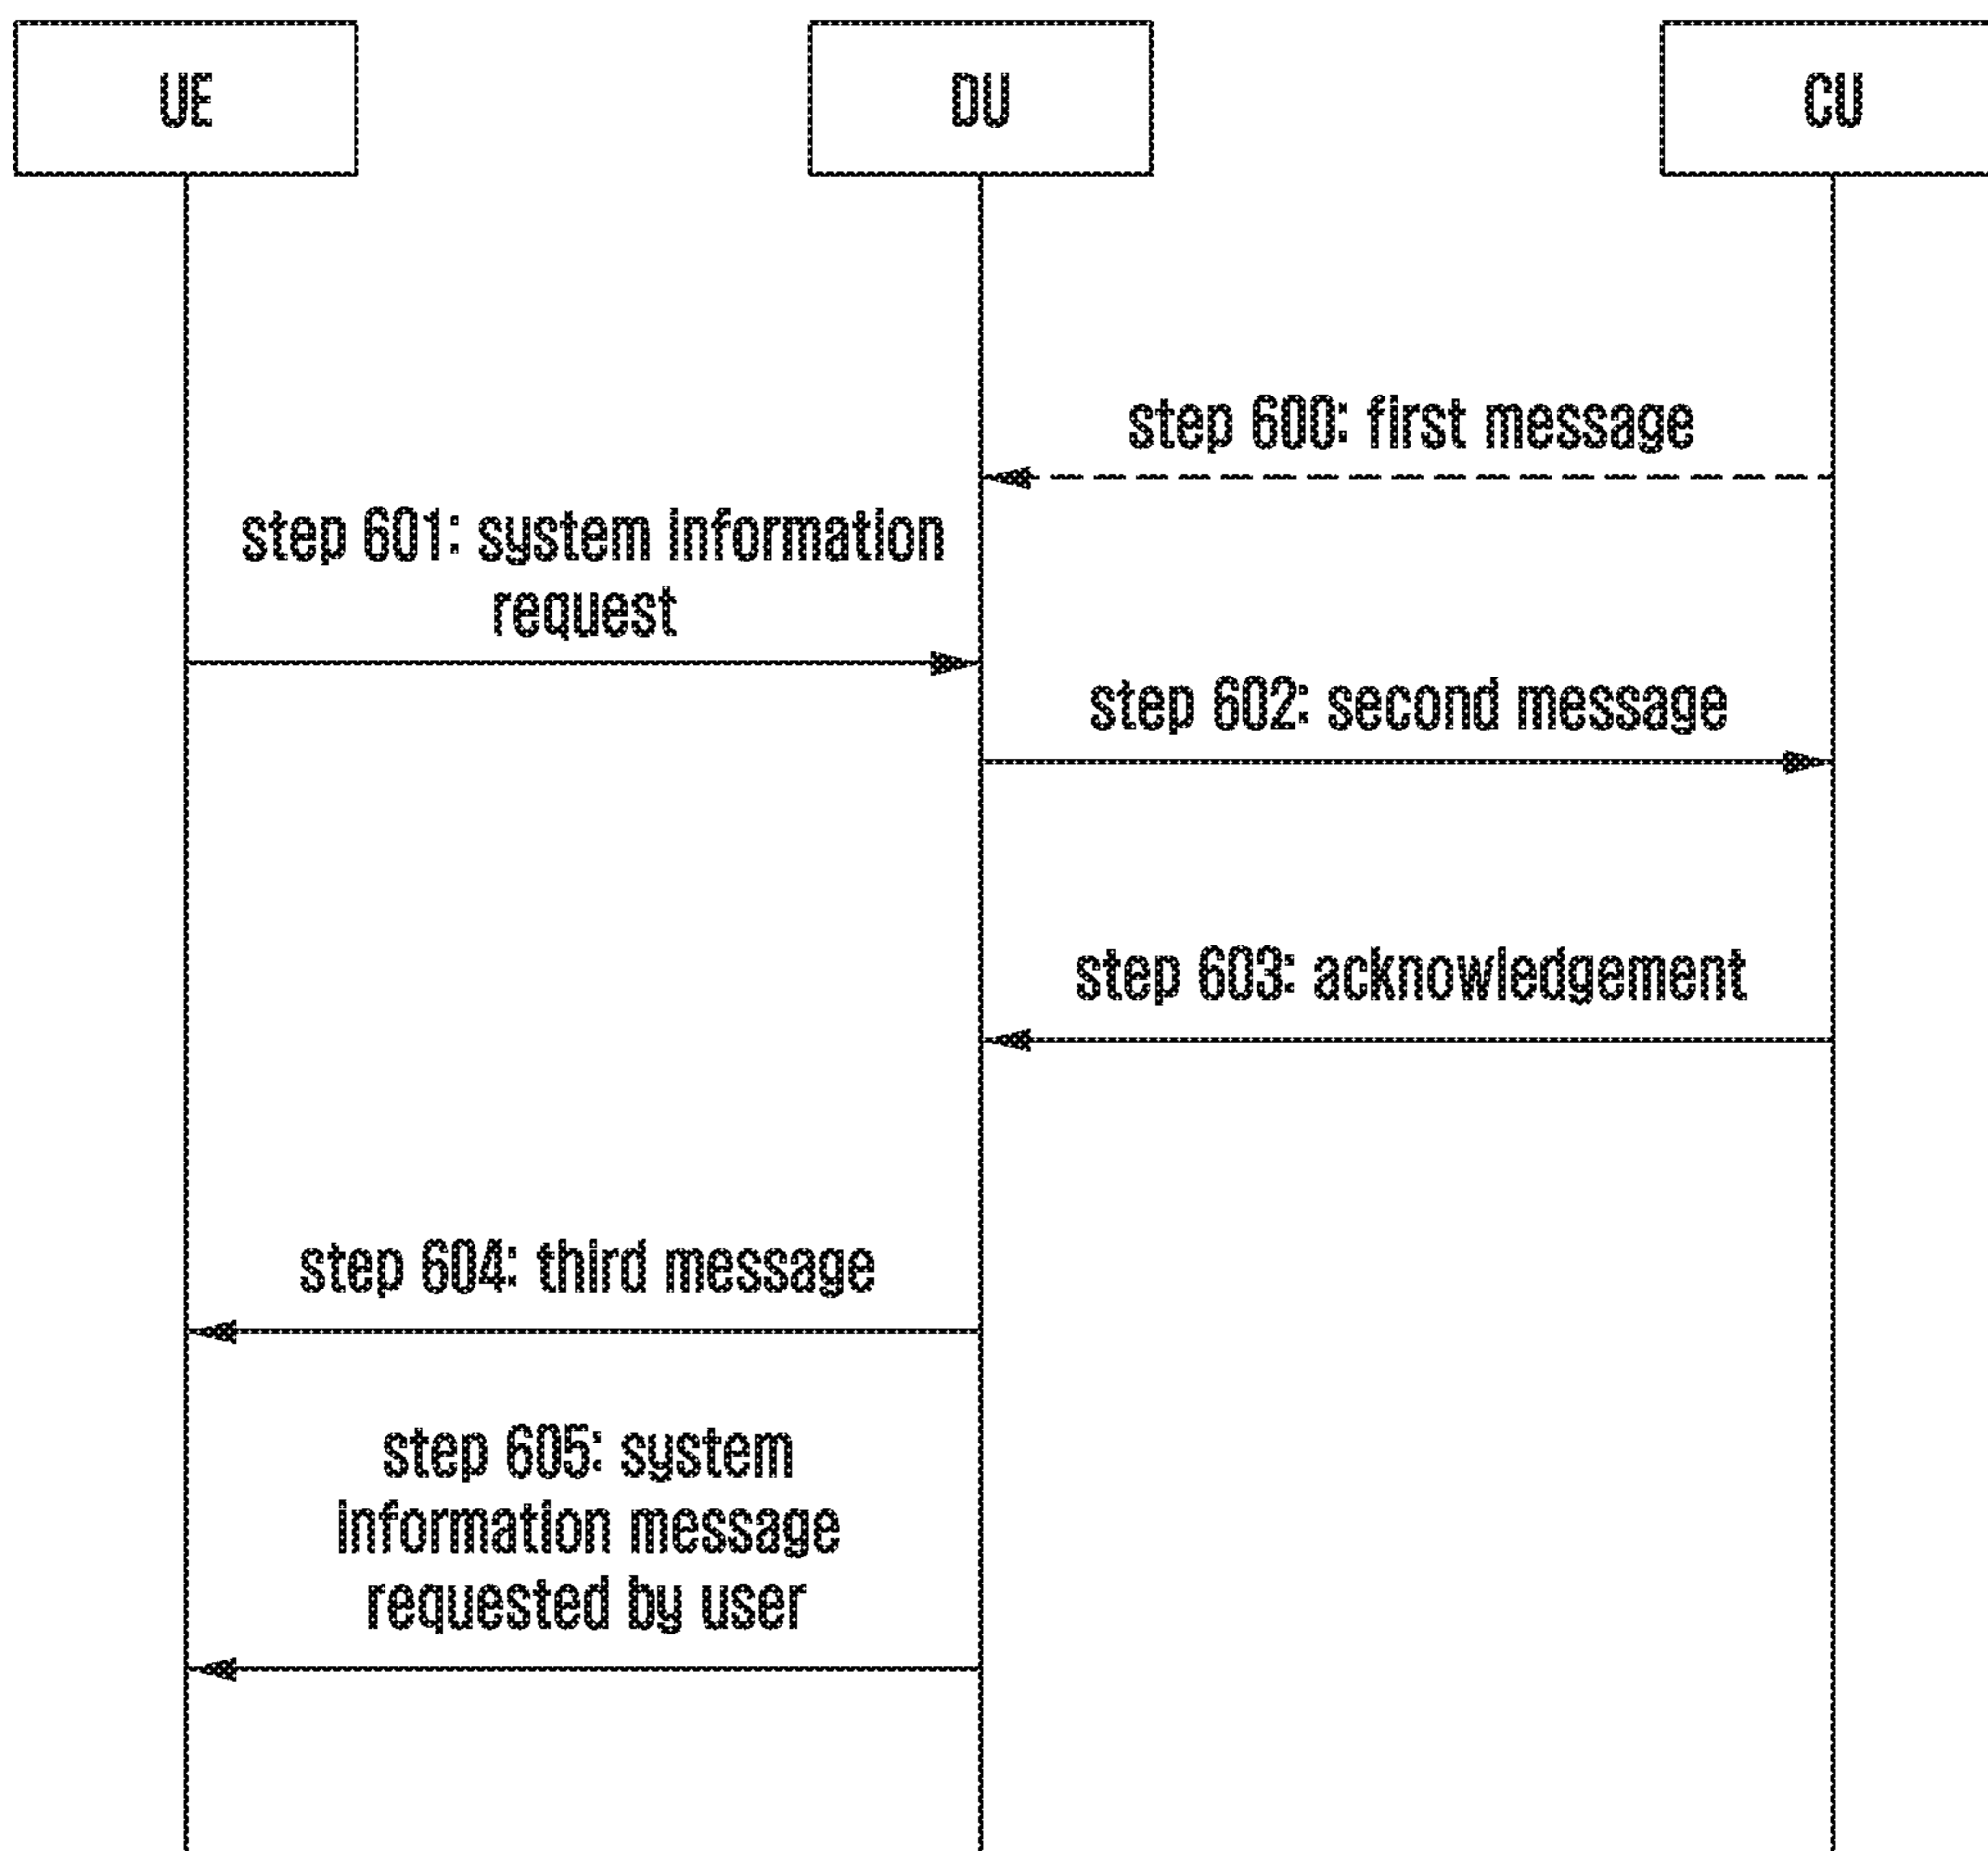 UE
DU
CU
step 600: first message
step 601: system information
request
step 602: second message
step 603: acknowledgement
step 604: third message
step 605: system
information message
requested by user